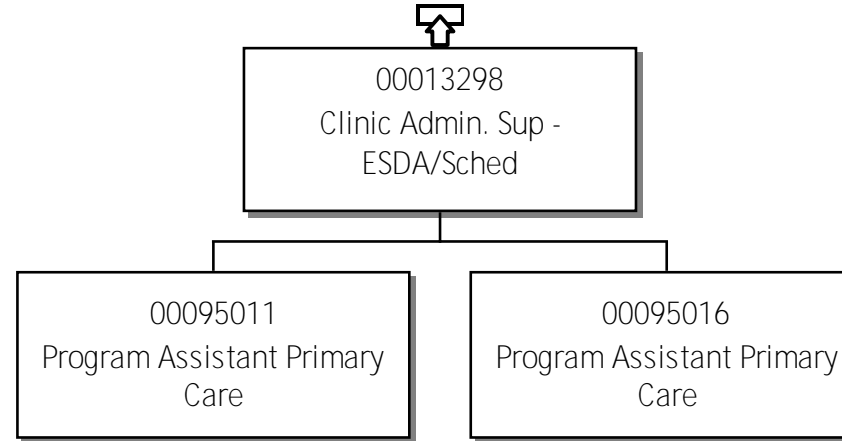 00013298
Clinic Admin. Sup -
ESDA/Sched
00095011
Program Assistant Primary
Care
00095016
Program Assistant Primary
Care